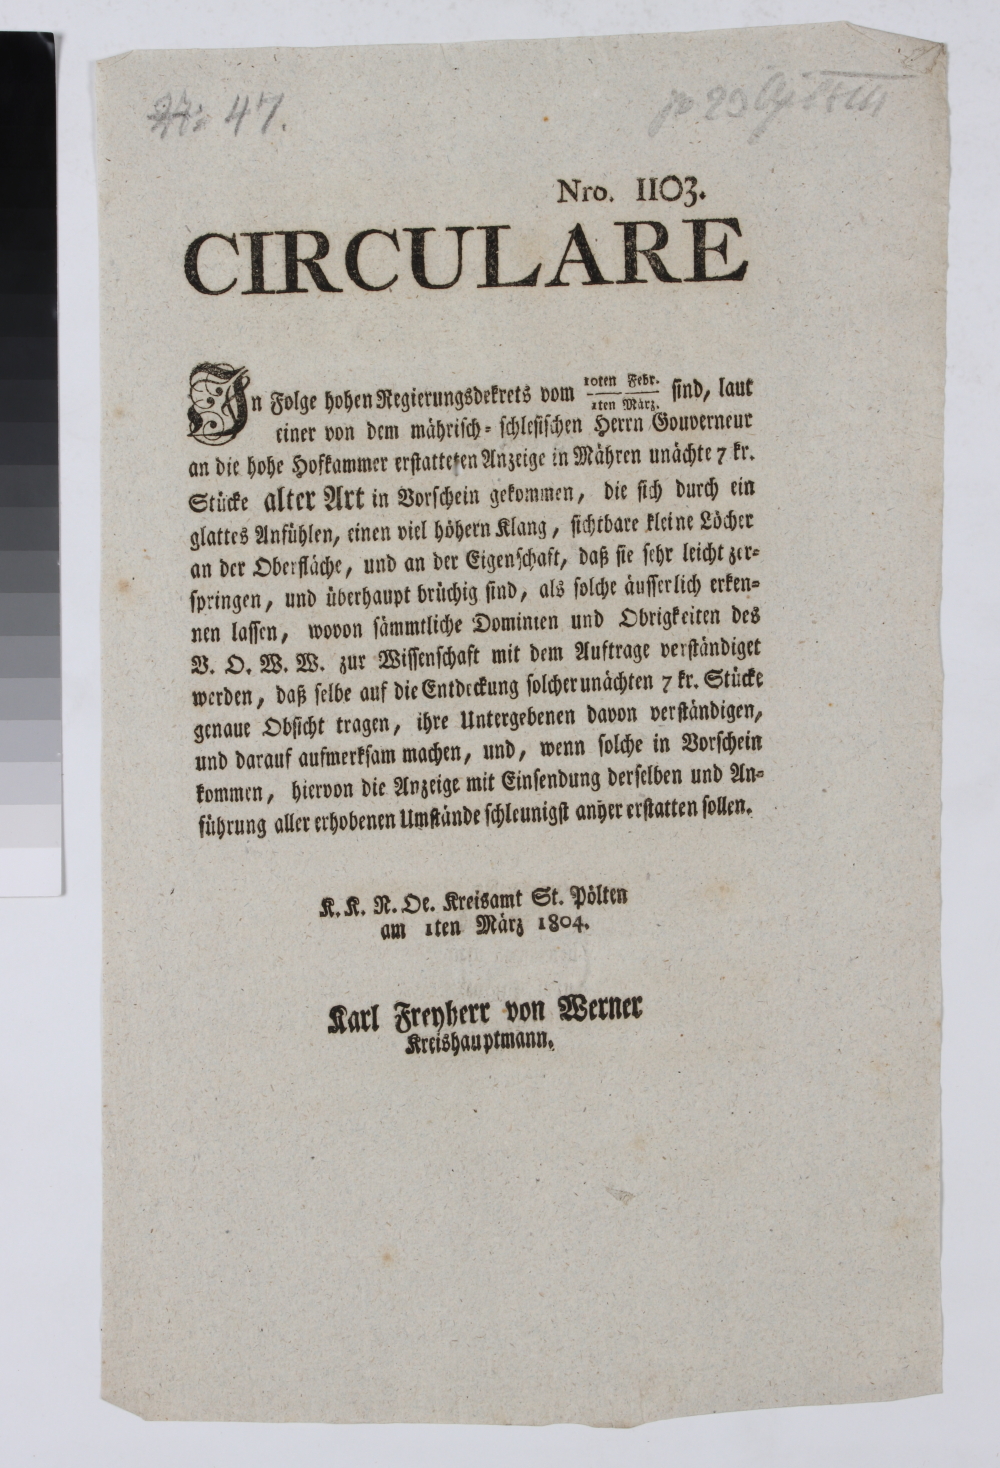 47.
Nro. 1103.
CIRCULARE
In Folge hohen Regierungsdekrets vom 10ten Febr. / 1ten März. sind, laut
einer von dem mährisch-schlesischen Herrn Gouverneur
an die hohe Hofkammer erstatteten Anzeige in Mähren unächte 7 kr.
Stücke alter Art in Vorschein gekommen, die sich durch ein
glattes Anfühlen, einen viel höhern Klang, sichtbare kleine Löcher
an der Oberfläche, und an der Eigenschaft, daß sie sehr leicht zer-
springen, und überhaupt brüchig sind, als solche äusserlich erken-
nen lassen, wovon sämmtliche Dominien und Obrigkeiten des
V. O. W. W. zur Wissenschaft mit dem Auftrage verständiget
werden, daß selbe auf die Entdeckung solcher unächten 7 kr. Stücke
genaue Obsicht tragen, ihre Untergebenen davon verständigen,
und darauf aufmerksam machen, und, wenn solche in Vorschein
kommen, hiervon die Anzeige mit Einsendung derselben und An-
führung aller erhobenen Umstände schleunigst anher erstatten sollen.
K. K. N. Oe. Kreisamt St. Pölten
am 1ten März 1804.
Karl Freyherr von Werner
Kreishauptmann.